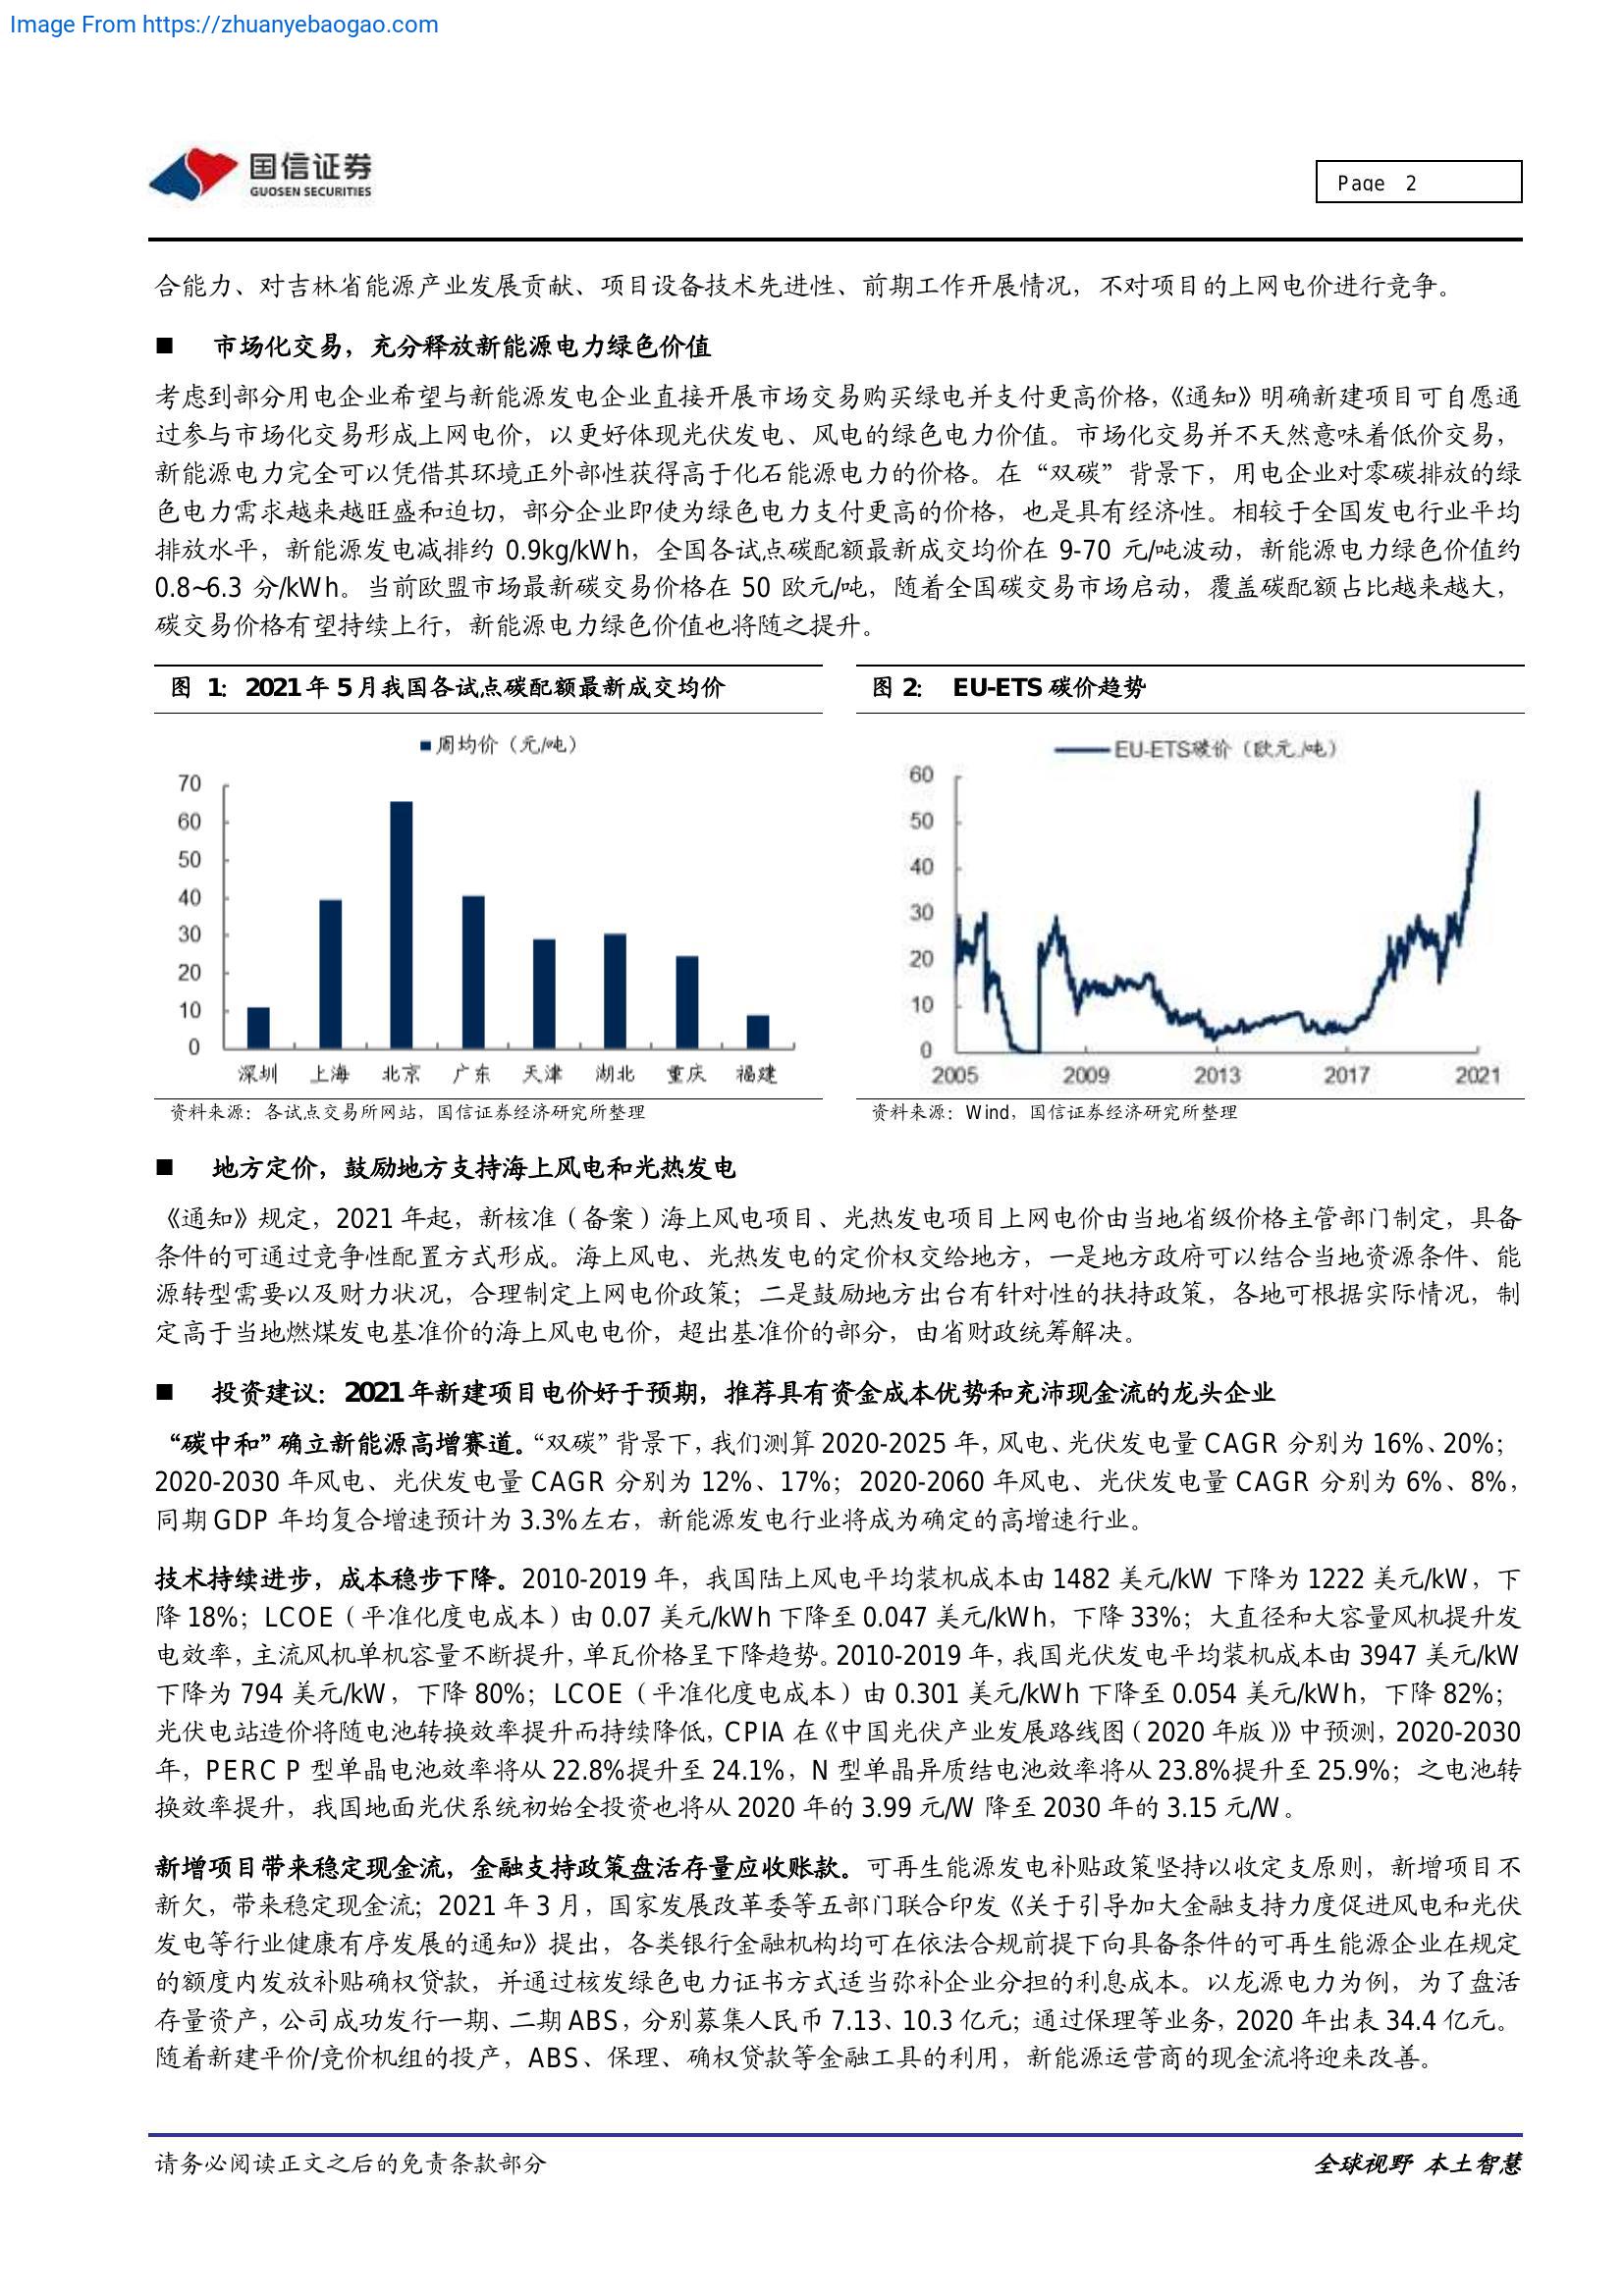 Image From https://zhuanyebaogao.com
国信证券
GUOSEN SECURITIES
Page 2
合能力、对吉林省能源产业发展贡献、项目设备技术先进性、前期工作开展情况，不对项目的上网电价进行竞争。
■ 市场化交易，充分释放新能源电力绿色价值
考虑到部分用电企业希望与新能源发电企业直接开展市场交易购买绿电并支付更高价格，《通知》明确新建项目可自愿通
过参与市场化交易形成上网电价，以更好体现光伏发电、风电的绿色电力价值。市场化交易并不天然意味着低价交易，
新能源电力完全可以凭借其环境正外部性获得高于化石能源电力的价格。在“双碳”背景下，用电企业对零碳排放的绿
色电力需求越来越旺盛和迫切，部分企业即使为绿色电力支付更高的价格，也是具有经济性。相较于全国发电行业平均
排放水平，新能源发电减排约 0.9kg/kWh，全国各试点碳配额最新成交均价在 9-70 元/吨波动，新能源电力绿色价值约
0.8~6.3 分/kWh。当前欧盟市场最新碳交易价格在 50 欧元/吨，随着全国碳交易市场启动，覆盖碳配额占比越来越大，
碳交易价格有望持续上行，新能源电力绿色价值也将随之提升。
图 1：2021 年 5 月我国各试点碳配额最新成交均价
周均价（元/吨）
70
60
50
40
30
20
10
0
深圳 上海 北京 广东 天津 湖北 重庆 福建
资料来源：各试点交易所网站，国信证券经济研究所整理
图 2： EU-ETS 碳价趋势
EU-ETS碳价（欧元/吨）
60
50
40
30
20
10
0
2005 2009 2013 2017 2021
资料来源：Wind，国信证券经济研究所整理
■ 地方定价，鼓励地方支持海上风电和光热发电
《通知》规定，2021 年起，新核准（备案）海上风电项目、光热发电项目上网电价由当地省级价格主管部门制定，具备
条件的可通过竞争性配置方式形成。海上风电、光热发电的定价权交给地方，一是地方政府可以结合当地资源条件、能
源转型需要以及财力状况，合理制定上网电价政策；二是鼓励地方出台有针对性的扶持政策，各地可根据实际情况，制
定高于当地燃煤发电基准价的海上风电电价，超出基准价的部分，由省财政统筹解决。
■ 投资建议：2021 年新建项目电价好于预期，推荐具有资金成本优势和充沛现金流的龙头企业
“碳中和”确立新能源高增赛道。“双碳”背景下，我们测算 2020-2025 年，风电、光伏发电量 CAGR 分别为 16%、20%；
2020-2030 年风电、光伏发电量 CAGR 分别为 12%、17%；2020-2060 年风电、光伏发电量 CAGR 分别为 6%、8%，
同期 GDP 年均复合增速预计为 3.3%左右，新能源发电行业将成为确定的高增速行业。
技术持续进步，成本稳步下降。2010-2019 年，我国陆上风电平均装机成本由 1482 美元/kW 下降为 1222 美元/kW，下
降 18%；LCOE（平准化度电成本）由 0.07 美元/kWh 下降至 0.047 美元/kWh，下降 33%；大直径和大容量风机提升发
电效率，主流风机单机容量不断提升，单瓦价格呈下降趋势。2010-2019 年，我国光伏发电平均装机成本由 3947 美元/kW
下降为 794 美元/kW，下降 80%；LCOE（平准化度电成本）由 0.301 美元/kWh 下降至 0.054 美元/kWh，下降 82%；
光伏电站造价将随电池转换效率提升而持续降低，CPIA 在《中国光伏产业发展路线图（2020 年版）》中预测，2020-2030
年，PERC P 型单晶电池效率将从 22.8%提升至 24.1%，N 型单晶异质结电池效率将从 23.8%提升至 25.9%；之电池转
换效率提升，我国地面光伏系统初始全投资也将从 2020 年的 3.99 元/W 降至 2030 年的 3.15 元/W。
新增项目带来稳定现金流，金融支持政策盘活存量应收账款。可再生能源发电补贴政策坚持以收定支原则，新增项目不
新欠，带来稳定现金流；2021 年 3 月，国家发展改革委等五部门联合印发《关于引导加大金融支持力度促进风电和光伏
发电等行业健康有序发展的通知》提出，各类银行金融机构均可在依法合规前提下向具备条件的可再生能源企业在规定
的额度内发放补贴确权贷款，并通过核发绿色电力证书方式适当弥补企业分担的利息成本。以龙源电力为例，为了盘活
存量资产，公司成功发行一期、二期 ABS，分别募集人民币 7.13、10.3 亿元；通过保理等业务，2020 年出表 34.4 亿元。
随着新建平价/竞价机组的投产，ABS、保理、确权贷款等金融工具的利用，新能源运营商的现金流将迎来改善。
请务必阅读正文之后的免责条款部分
全球视野 本土智慧